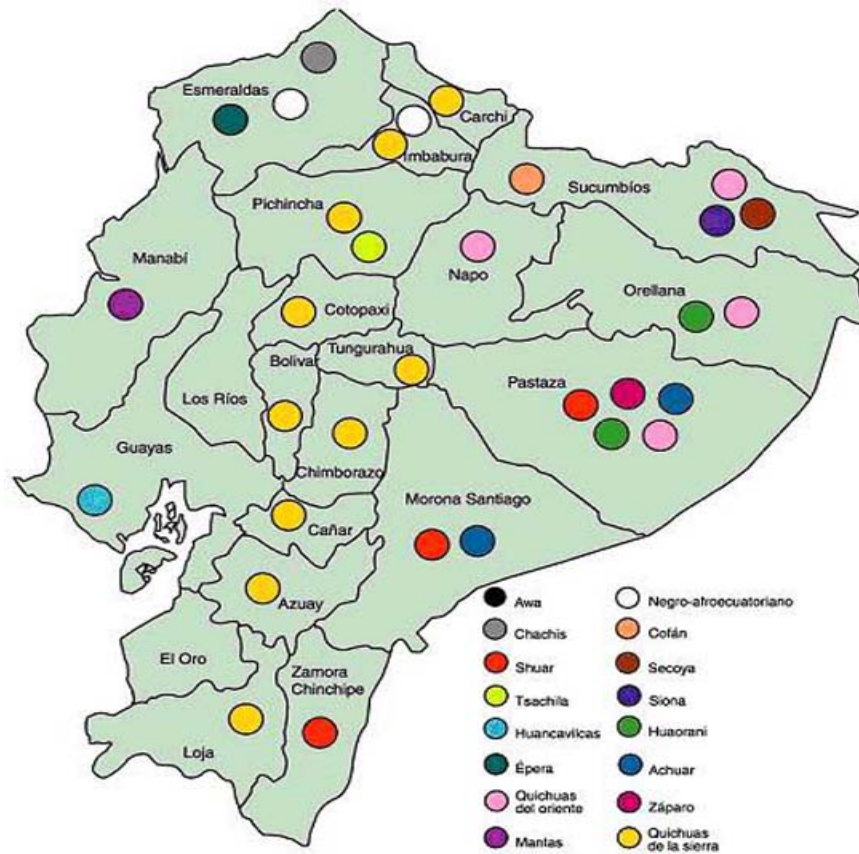 Esmeraldas
Carchi
Imbabura
Sucumbíos
Pichincha
Manabí
Napo
Orellana
Cotopaxi
Tungurahua
Bolivar
Pastaza
Los Ríos
Guayas
Chimborazo
Morona Santiago
Cañar
Azuay
El Oro
Zamora
Chinchipe
Loja
Awa
Negro-afroecuatoriano
Chachis
Cofán
Shuar
Secoya
Tsachila
Siona
Huancavilcas
Huaorani
Épera
Achuar
Quichuas
del oriente
Záparo
Mantas
Quichuas
de la sierra